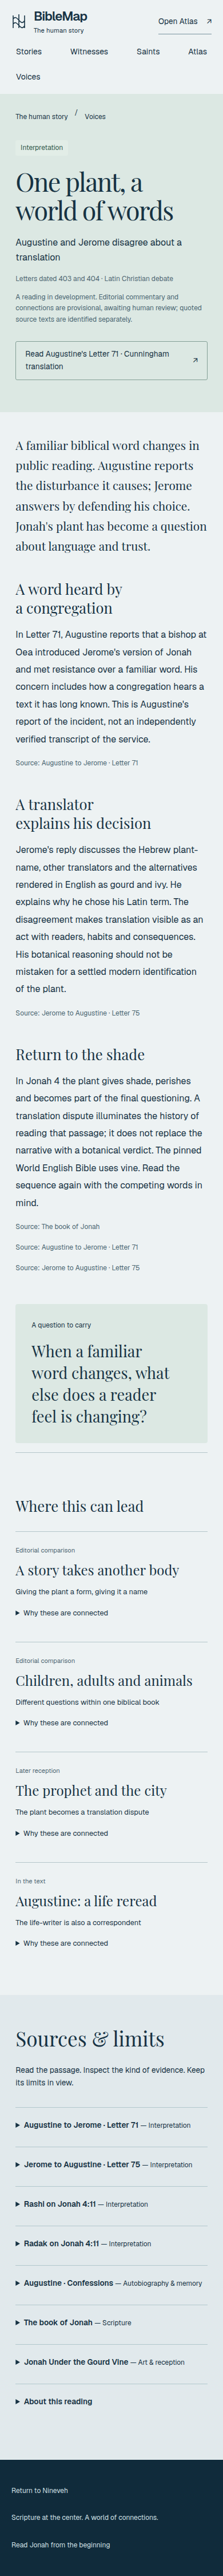 BibleMap
The human story
Open Atlas ↗
Stories Witnesses Saints Atlas
Voices
The human story / Voices
Interpretation
One plant, a
world of words
Augustine and Jerome disagree about a
translation
Letters dated 403 and 404 · Latin Christian debate
A reading in development. Editorial commentary and
connections are provisional, awaiting human review; quoted
source texts are identified separately.
Read Augustine's Letter 71 · Cunningham
translation ↗
A familiar biblical word changes in
public reading. Augustine reports
the disturbance it causes; Jerome
answers by defending his choice.
Jonah's plant has become a question
about language and trust.
A word heard by
a congregation
In Letter 71, Augustine reports that a bishop at
Oea introduced Jerome's version of Jonah
and met resistance over a familiar word. His
concern includes how a congregation hears a
text it has long known. This is Augustine's
report of the incident, not an independently
verified transcript of the service.
Source: Augustine to Jerome · Letter 71
A translator
explains his decision
Jerome's reply discusses the Hebrew plant-
name, other translators and the alternatives
rendered in English as gourd and ivy. He
explains why he chose his Latin term. The
disagreement makes translation visible as an
act with readers, habits and consequences.
His botanical reasoning should not be
mistaken for a settled modern identification
of the plant.
Source: Jerome to Augustine · Letter 75
Return to the shade
In Jonah 4 the plant gives shade, perishes
and becomes part of the final questioning. A
translation dispute illuminates the history of
reading that passage; it does not replace the
narrative with a botanical verdict. The pinned
World English Bible uses vine. Read the
sequence again with the competing words in
mind.
Source: The book of Jonah
Source: Augustine to Jerome · Letter 71
Source: Jerome to Augustine · Letter 75
A question to carry
When a familiar
word changes, what
else does a reader
feel is changing?
Where this can lead
Editorial comparison
A story takes another body
Giving the plant a form, giving it a name
▶ Why these are connected
Editorial comparison
Children, adults and animals
Different questions within one biblical book
▶ Why these are connected
Later reception
The prophet and the city
The plant becomes a translation dispute
▶ Why these are connected
In the text
Augustine: a life reread
The life-writer is also a correspondent
▶ Why these are connected
Sources & limits
Read the passage. Inspect the kind of evidence. Keep
its limits in view.
▶ Augustine to Jerome · Letter 71 — Interpretation
▶ Jerome to Augustine · Letter 75 — Interpretation
▶ Rashi on Jonah 4:11 — Interpretation
▶ Radak on Jonah 4:11 — Interpretation
▶ Augustine · Confessions — Autobiography & memory
▶ The book of Jonah — Scripture
▶ Jonah Under the Gourd Vine — Art & reception
▶ About this reading
Return to Nineveh
Scripture at the center. A world of connections.
Read Jonah from the beginning